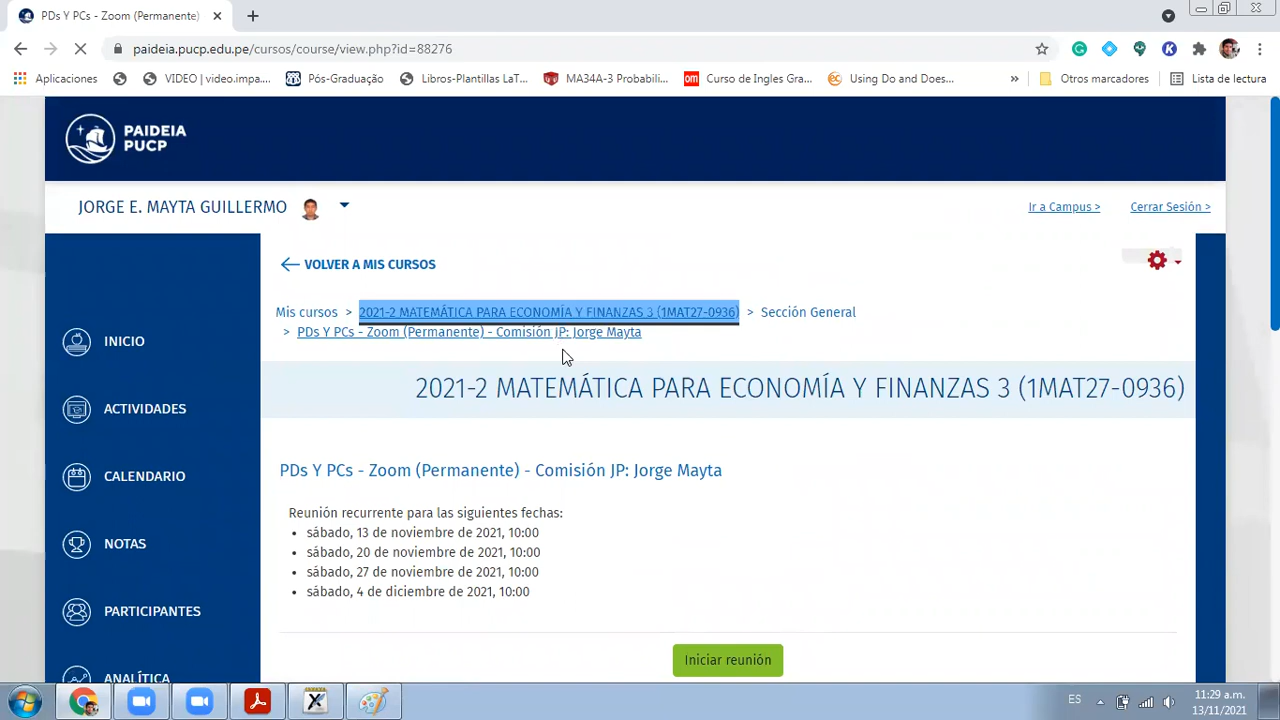 PDs Y PCs - Zoom (Permanente)
paideia.pucp.edu.pe/cursos/course/view.php?id=88276
Aplicaciones VIDEO | video.impa.... Pós-Graduação Libros-Plantillas LaT... MA34A-3 Probabili... om Curso de Ingles Gra... ec Using Do and Does... » Otros marcadores Lista de lectura
PAIDEIA
PUCP
JORGE E. MAYTA GUILLERMO Ir a Campus > Cerrar Sesión >
VOLVER A MIS CURSOS
Mis cursos > 2021-2 MATEMÁTICA PARA ECONOMÍA Y FINANZAS 3 (1MAT27-0936) > Sección General
> PDs Y PCs - Zoom (Permanente) - Comisión JP: Jorge Mayta
INICIO
2021-2 MATEMÁTICA PARA ECONOMÍA Y FINANZAS 3 (1MAT27-0936)
ACTIVIDADES
PDs Y PCs - Zoom (Permanente) - Comisión JP: Jorge Mayta
CALENDARIO
Reunión recurrente para las siguientes fechas:
• sábado, 13 de noviembre de 2021, 10:00
NOTAS
• sábado, 20 de noviembre de 2021, 10:00
• sábado, 27 de noviembre de 2021, 10:00
• sábado, 4 de diciembre de 2021, 10:00
PARTICIPANTES
Iniciar reunión
ANALÍTICA
ES 11:29 a.m.
13/11/2021